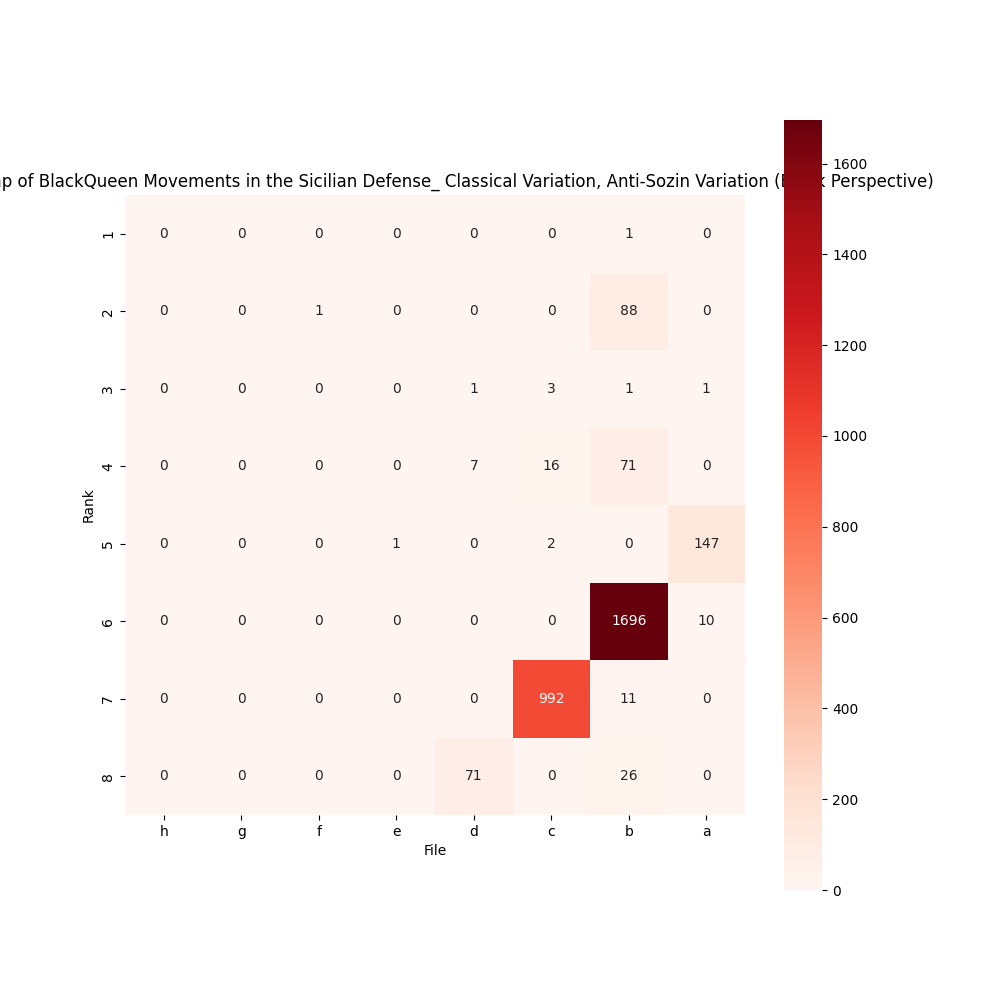 of BlackQueen Movements in the Sicilian Defense_ Classical Variation, Anti-Sozin Variation ( Perspective)
1600
1400
1200
1000
800
600
400
200
0
1 0 0 0 0 0 0 1 0
2 0 0 1 0 0 0 88 0
3 0 0 0 0 1 3 1 1
4 0 0 0 0 7 16 71 0
Rank
5 0 0 0 1 0 2 0 147
6 0 0 0 0 0 0 1696 10
7 0 0 0 0 0 992 11 0
8 0 0 0 0 71 0 26 0
h g f e d c b a
File